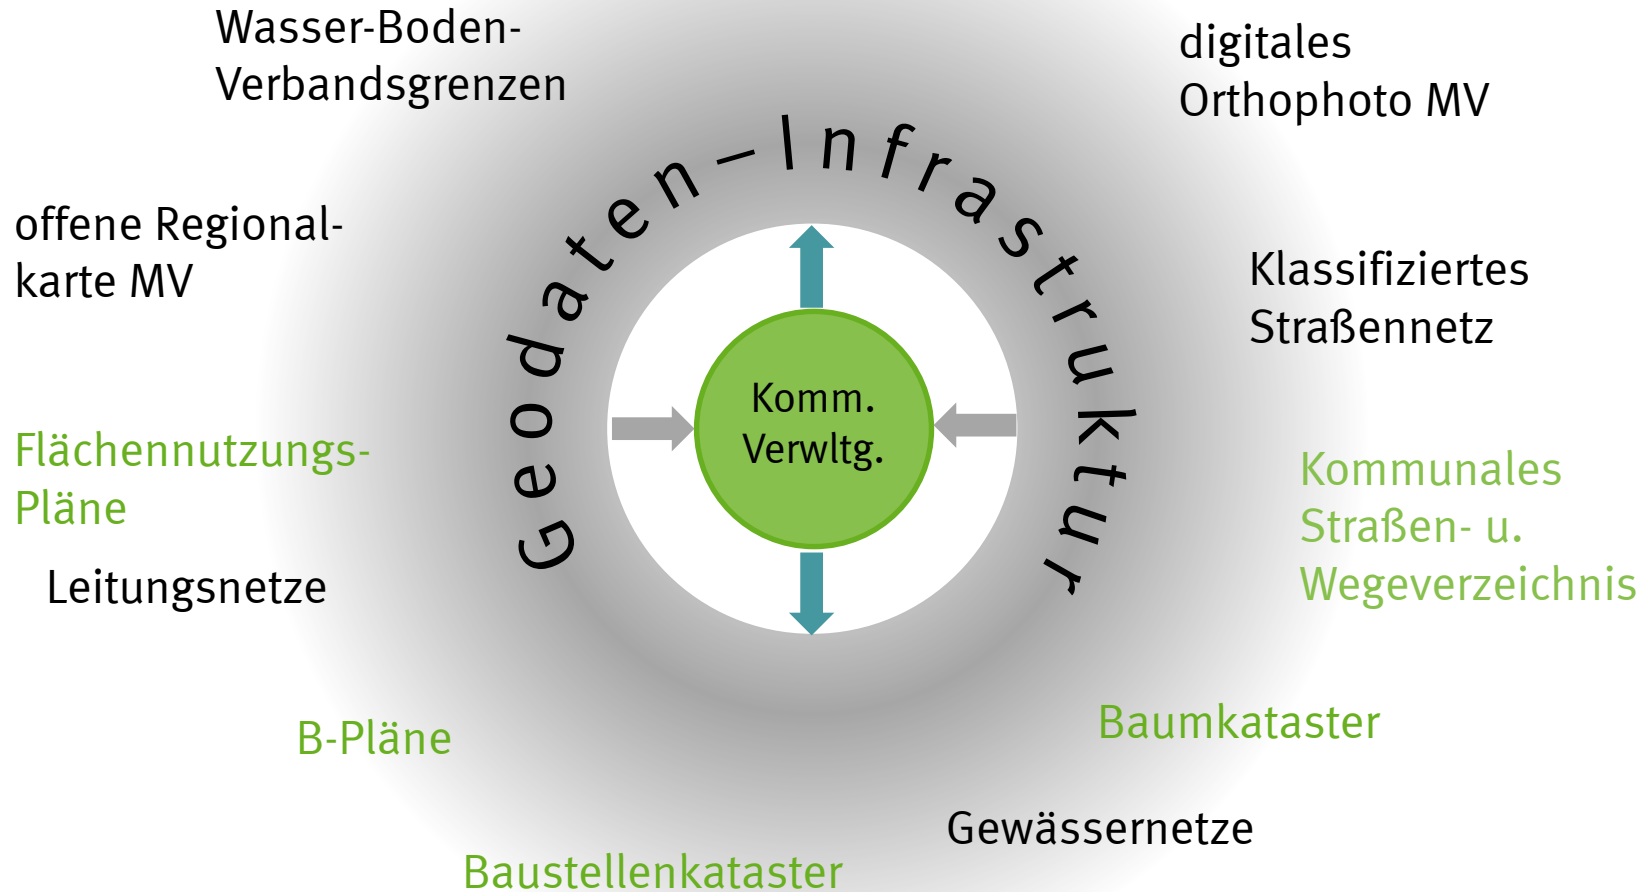 Wasser-Boden-
Verbandsgrenzen
digitales
Orthophoto MV
Geodaten–Infrastruktur
offene Regional-
karte MV
Klassifiziertes
Straßennetz
Komm.
Verwltg.
Flächennutzungs-
Pläne
Kommunales
Straßen- u.
Wegeverzeichnis
Leitungsnetze
B-Pläne
Baumkataster
Gewässernetze
Baustellenkataster